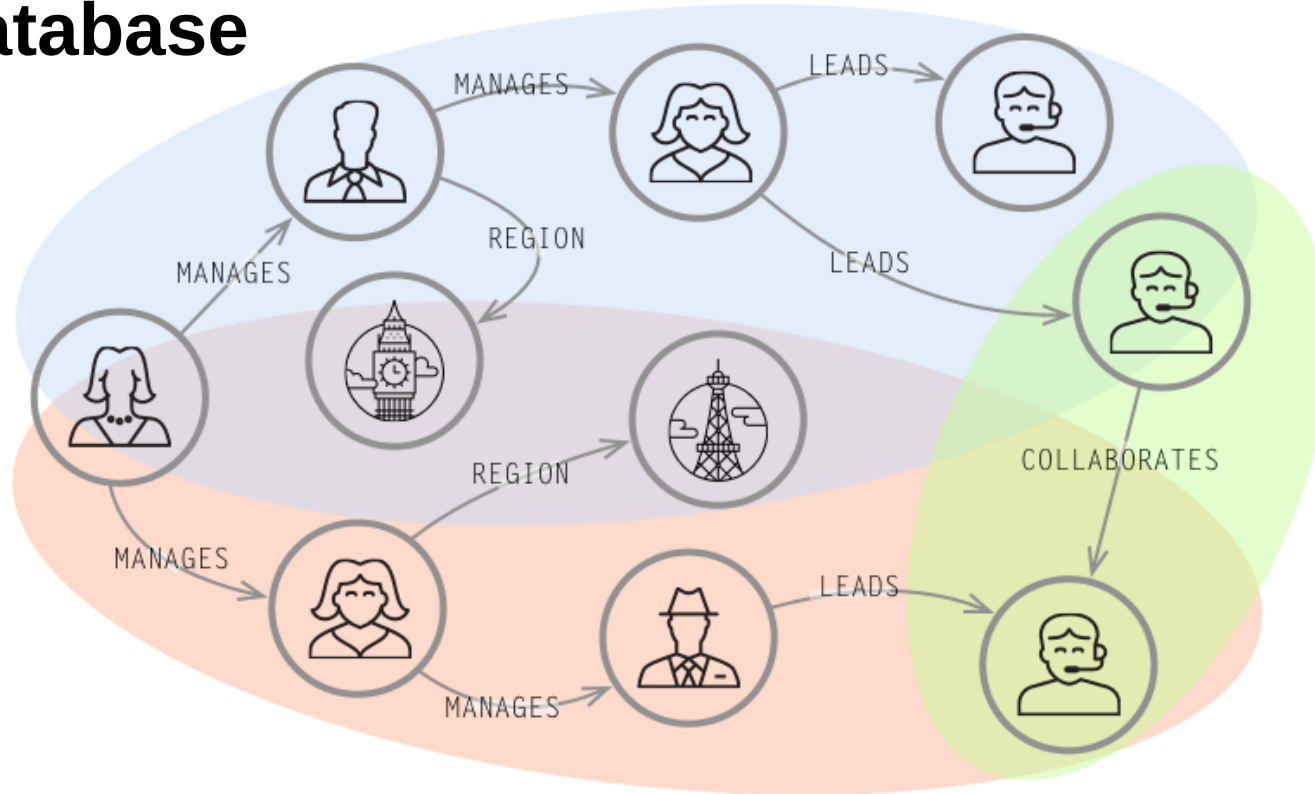 atabase
MANAGES
LEADS
REGION
MANAGES
LEADS
COLLABORATES
REGION
MANAGES
LEADS
MANAGES